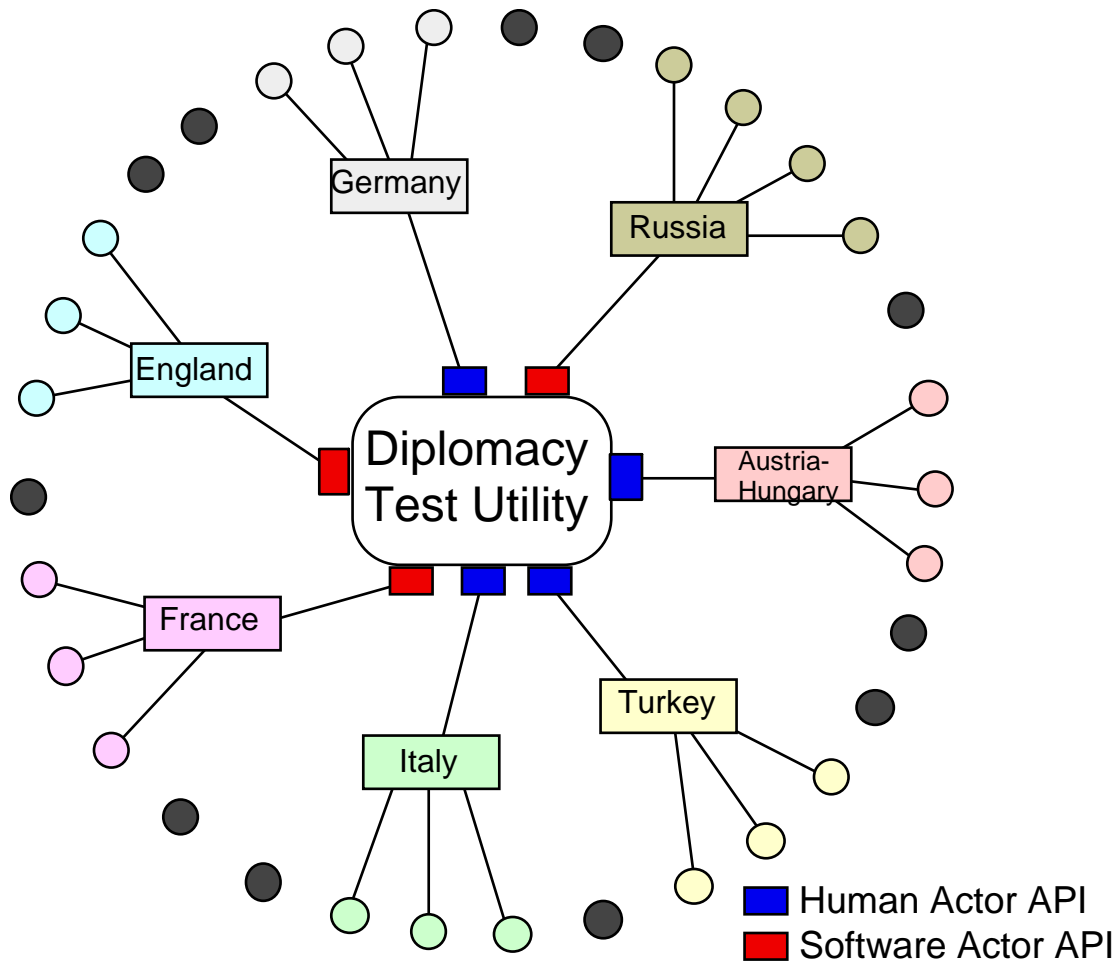 Germany
Russia
England
Diplomacy
Test Utility
Austria-
Hungary
France
Turkey
Italy
Human Actor API
Software Actor API